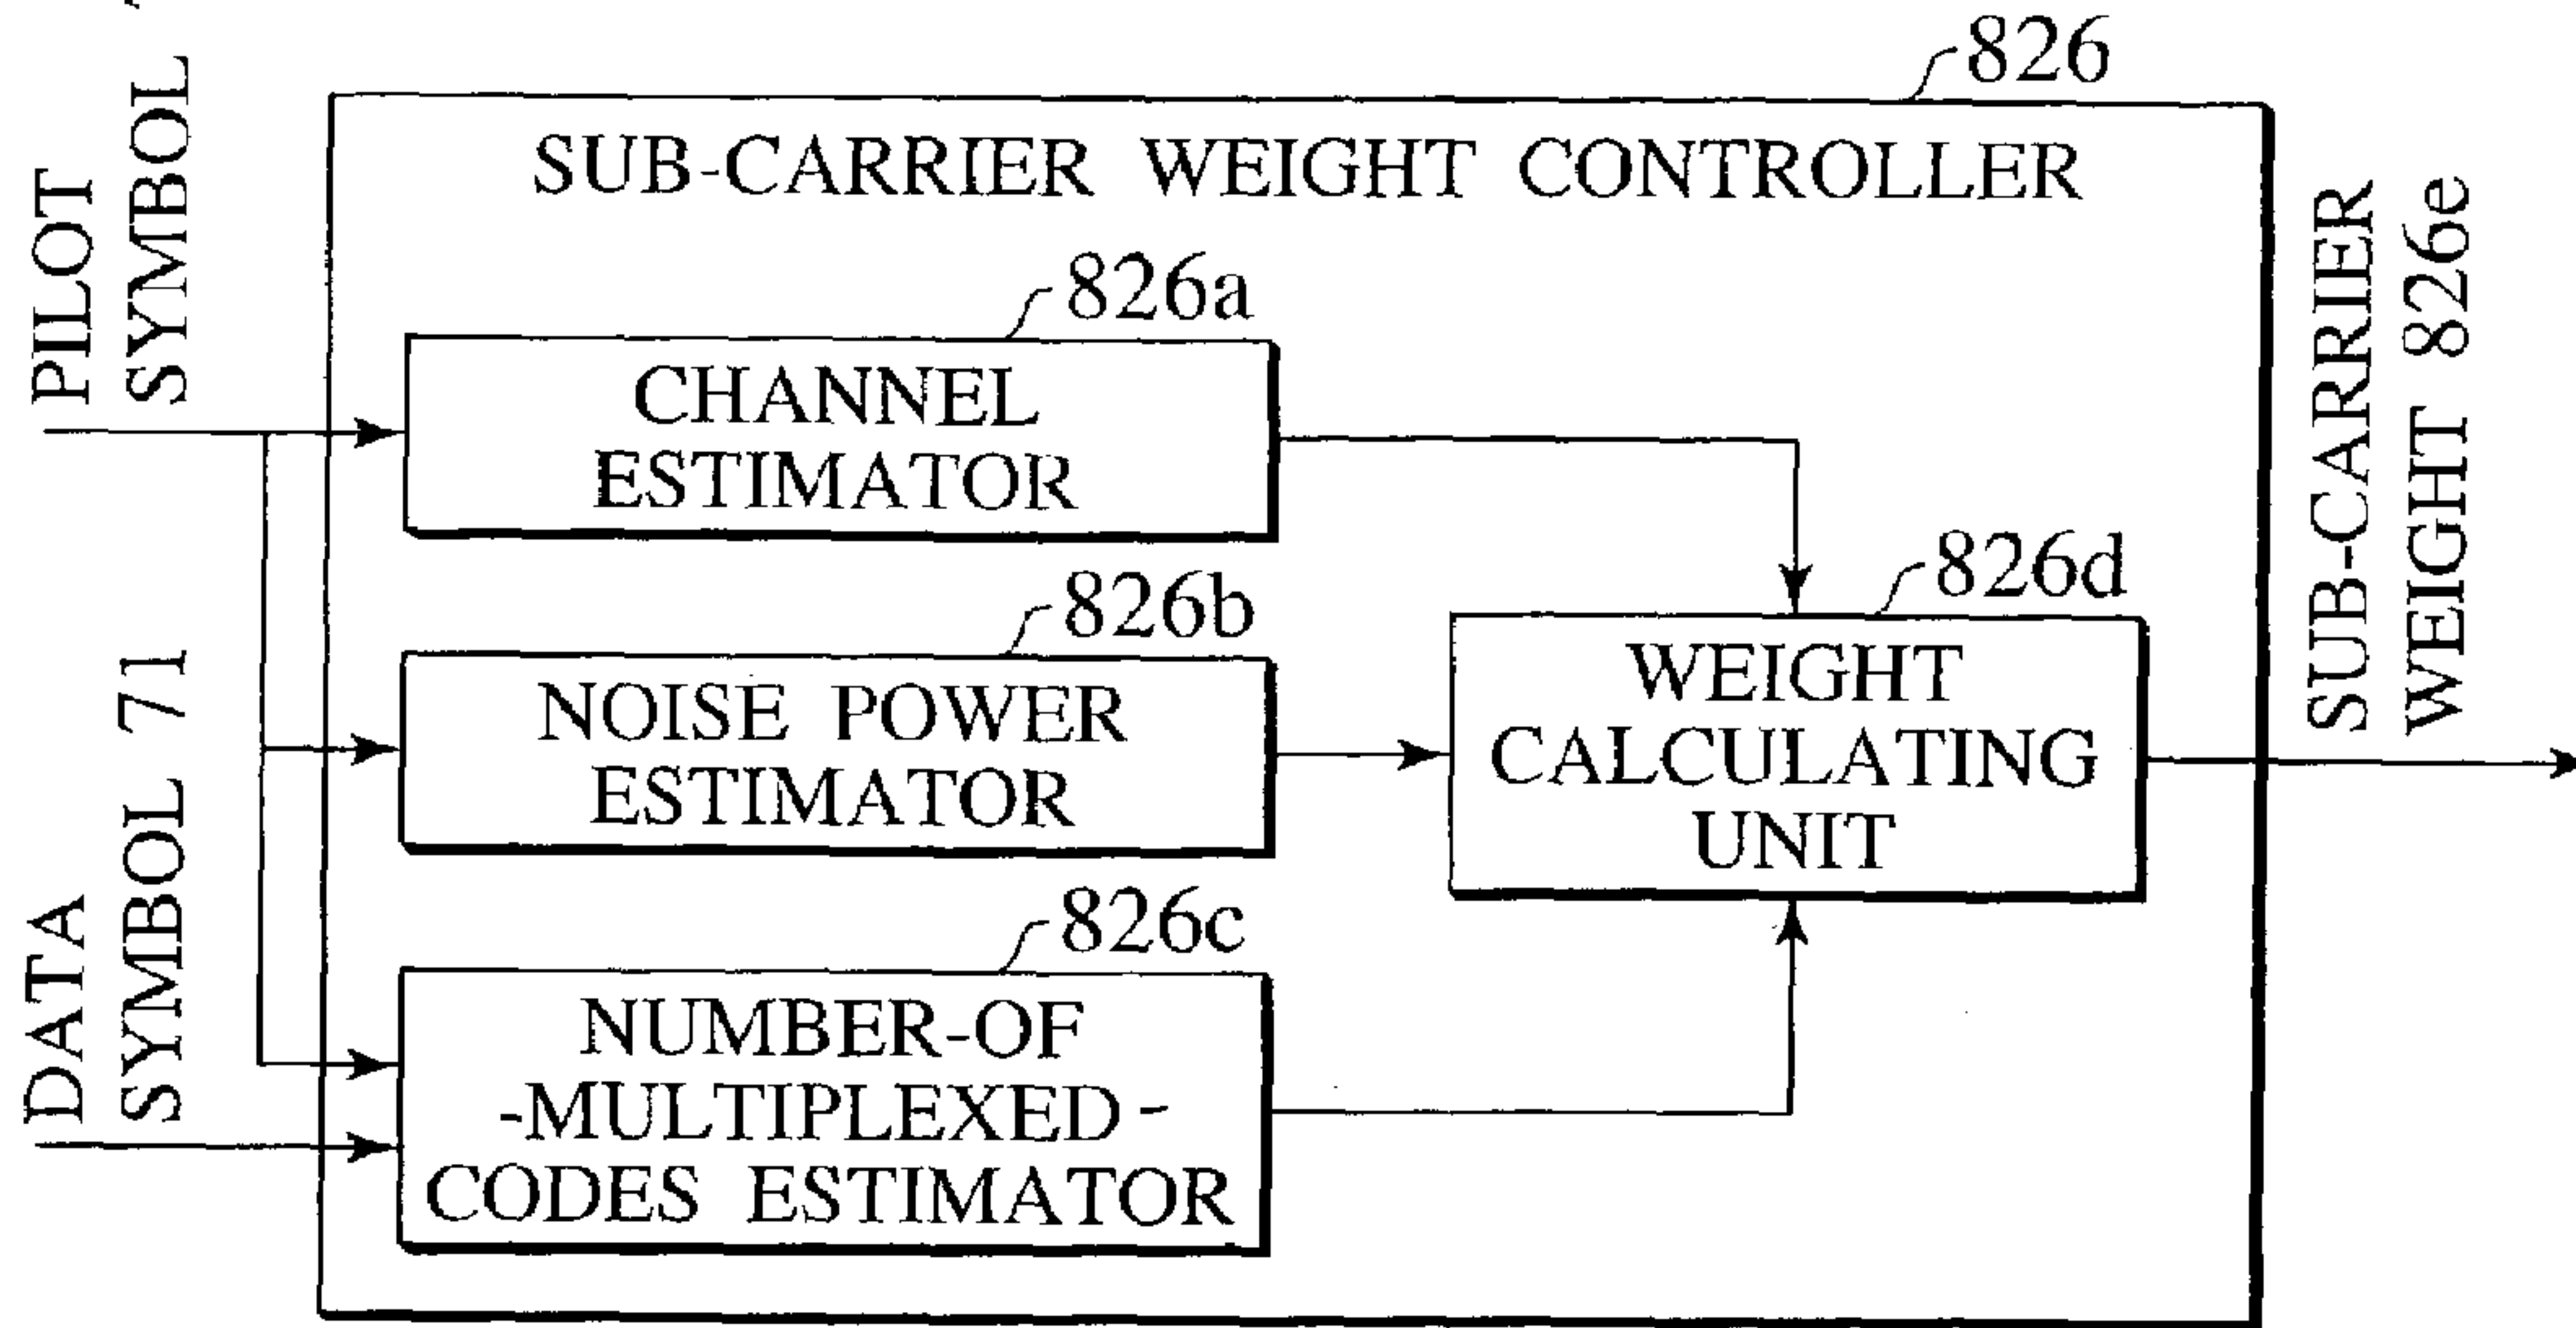 826
SUB-CARRIER WEIGHT CONTROLLER
PILOT
SYMBOL
826a
CHANNEL
ESTIMATOR
826b
NOISE POWER
ESTIMATOR
DATA
SYMBOL 71
826c
NUMBER-OF
-MULTIPLEXED-
CODES ESTIMATOR
826d
WEIGHT
CALCULATING
UNIT
SUB-CARRIER
WEIGHT 826e